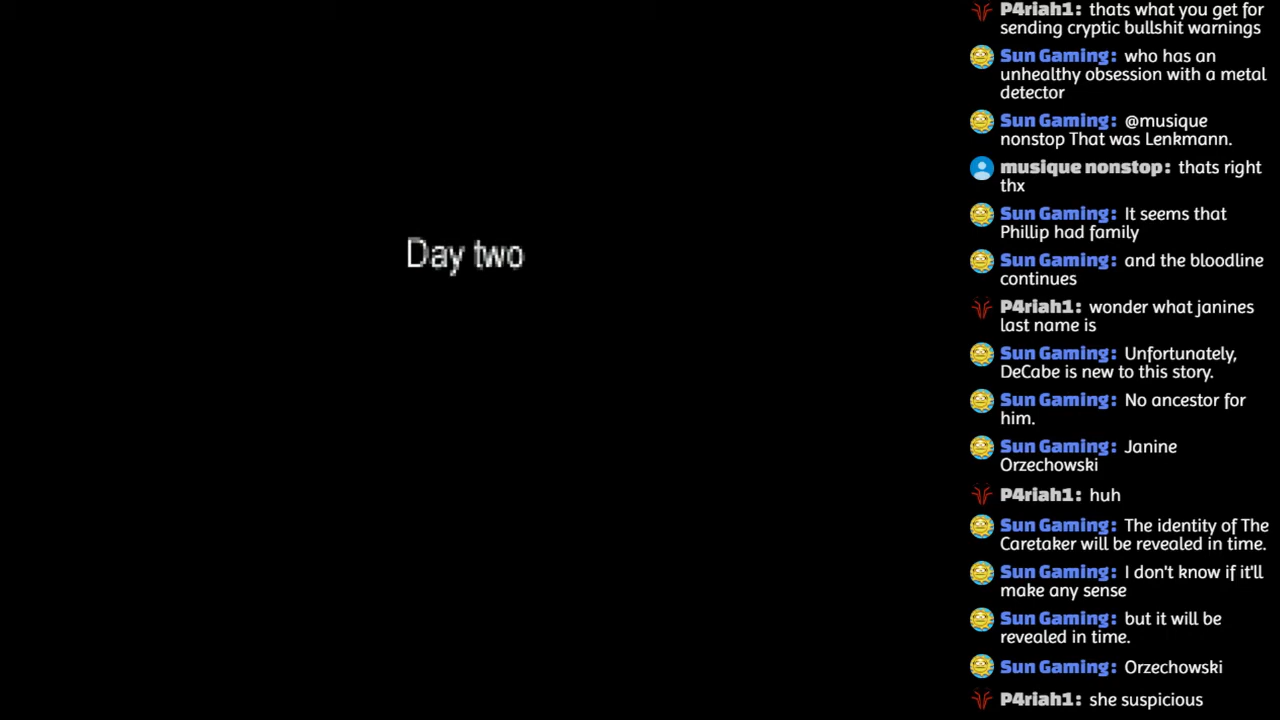 Day two
P4riah1: thats what you get for
sending cryptic bullshit warnings
Sun Gaming: who has an
unhealthy obsession with a metal
detector
Sun Gaming: @musique
nonstop That was Lenkmann.
musique nonstop: thats right
thx
Sun Gaming: It seems that
Phillip had family
Sun Gaming: and the bloodline
continues
P4riah1: wonder what janines
last name is
Sun Gaming: Unfortunately,
DeCabe is new to this story.
Sun Gaming: No ancestor for
him.
Sun Gaming: Janine
Orzechowski
P4riah1: huh
Sun Gaming: The identity of The
Caretaker will be revealed in time.
Sun Gaming: I don't know if it'll
make any sense
Sun Gaming: but it will be
revealed in time.
Sun Gaming: Orzechowski
P4riah1: she suspicious